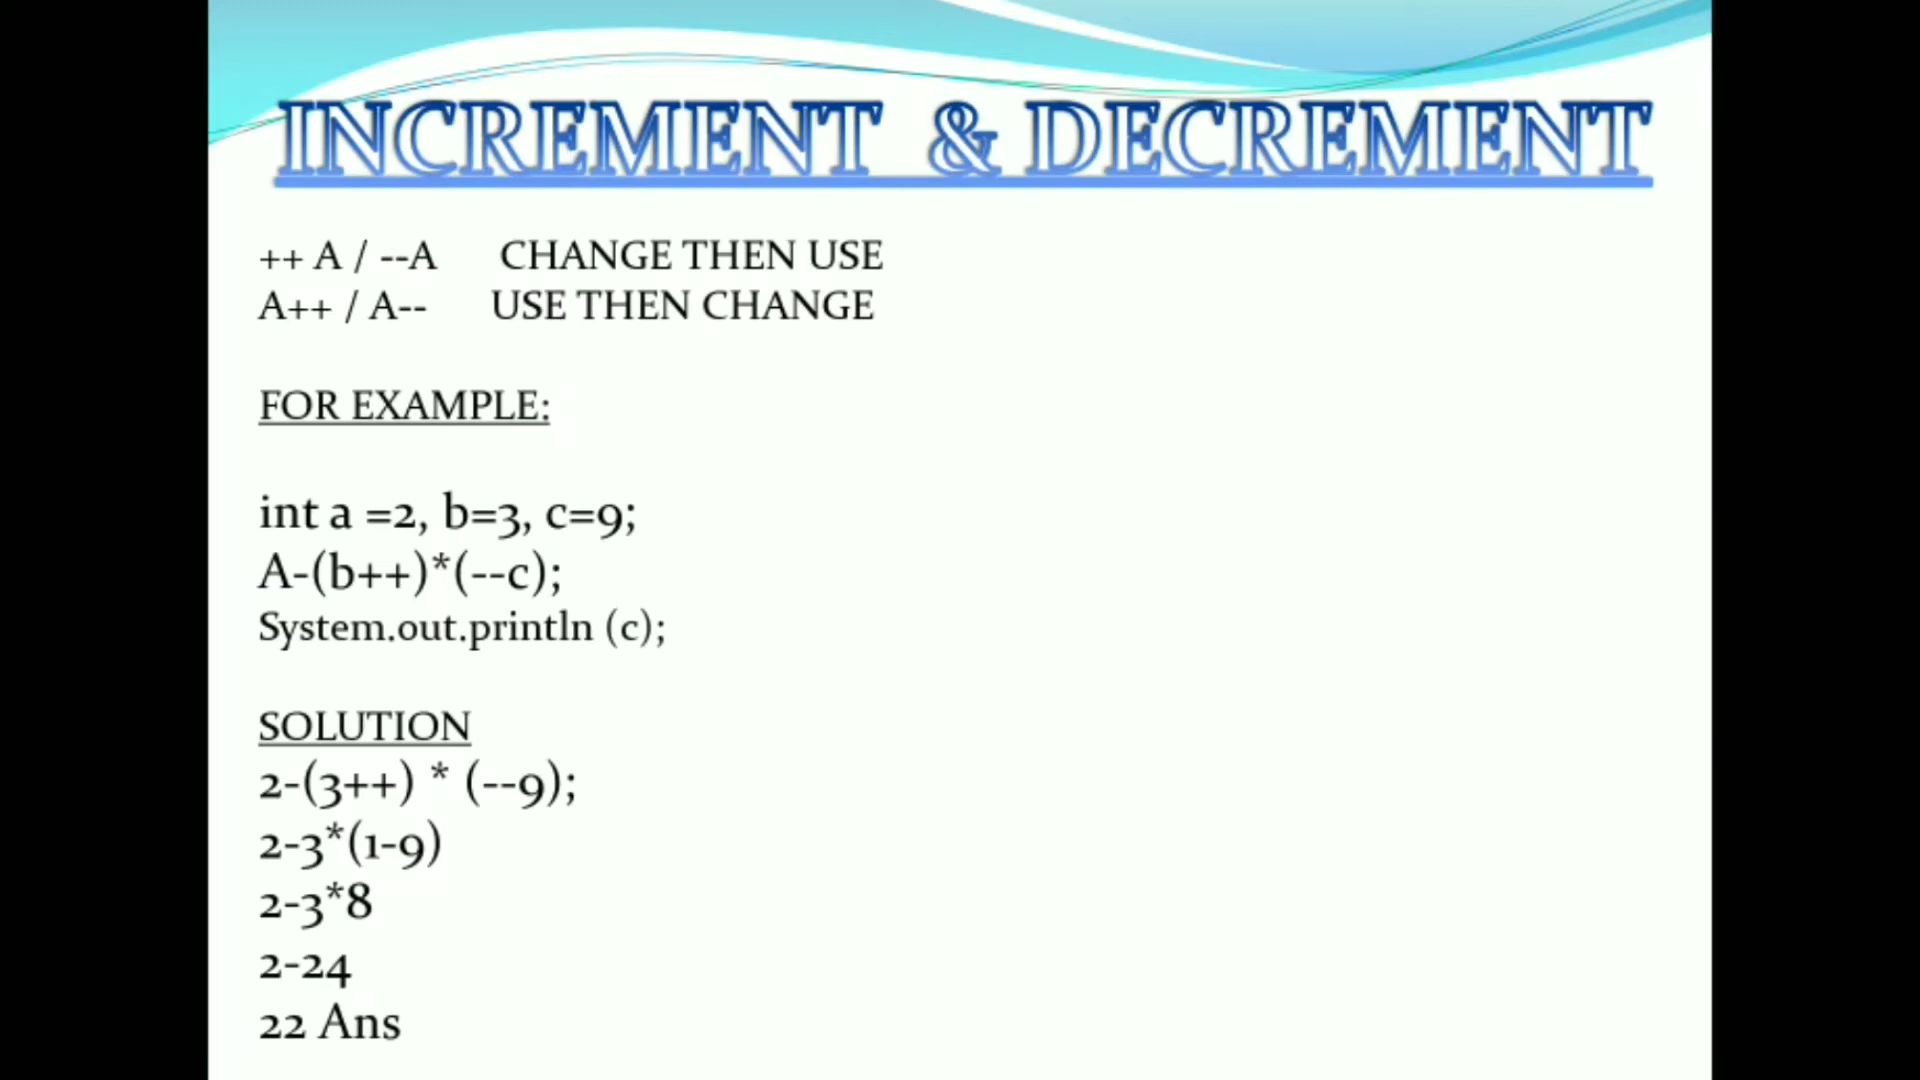 INCREMENT & DECREMENT
++ A / --A CHANGE THEN USE
A++ / A-- USE THEN CHANGE
FOR EXAMPLE:
int a =2, b=3, c=9;
A-(b++)*(--c);
System.out.println (c);
SOLUTION
2-(3++) * (--9);
2-3*(1-9)
2-3*8
2-24
22 Ans